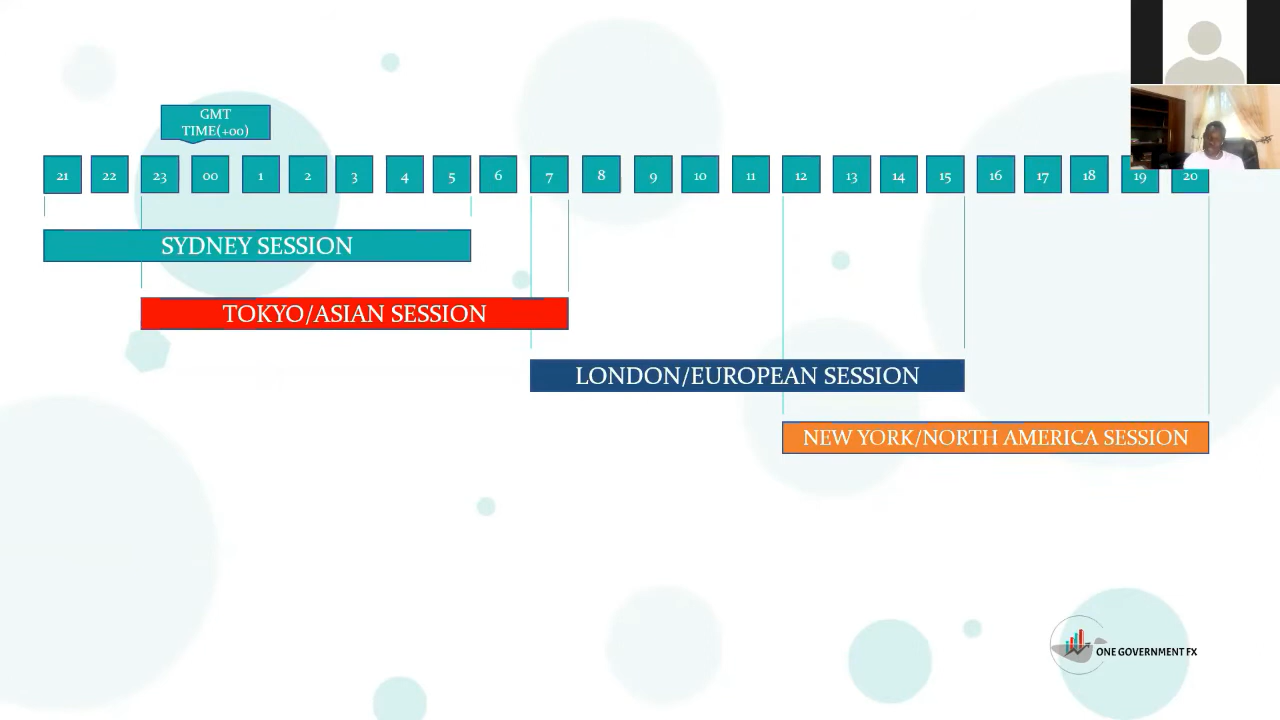 GMT
TIME(+00)
21 22 23 00 1 2 3 4 5 6 7 8 9 10 11 12 13 14 15 16 17 18 19 20
SYDNEY SESSION
TOKYO/ASIAN SESSION
LONDON/EUROPEAN SESSION
NEW YORK/NORTH AMERICA SESSION
ONE GOVERNMENT FX